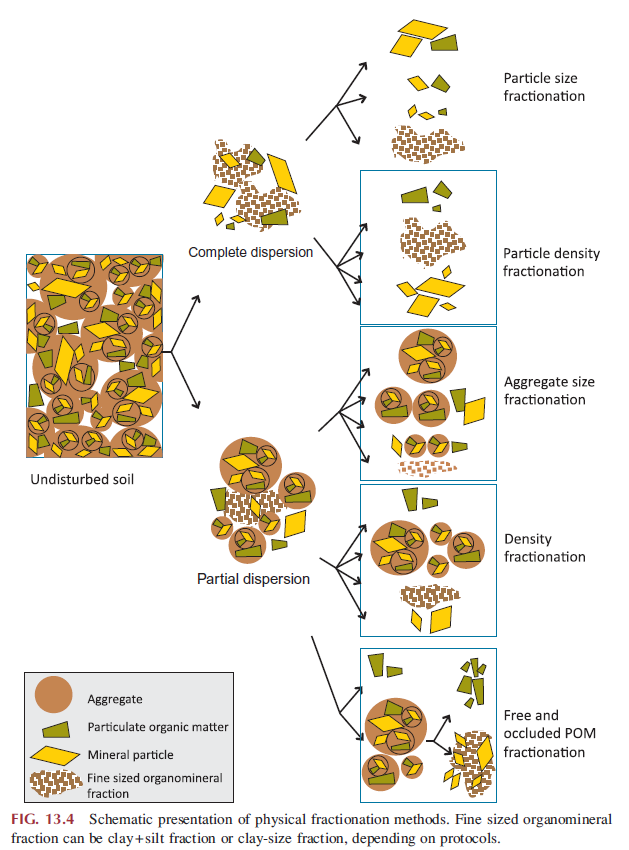 Particle size
fractionation
Complete dispersion
Particle density
fractionation
Aggregate size
fractionation
Undisturbed soil
Partial dispersion
Density
fractionation
Free and
occluded POM
fractionation
Aggregate
Particulate organic matter
Mineral particle
Fine sized organomineral
fraction
FIG. 13.4 Schematic presentation of physical fractionation methods. Fine sized organomineral
fraction can be clay+silt fraction or clay-size fraction, depending on protocols.